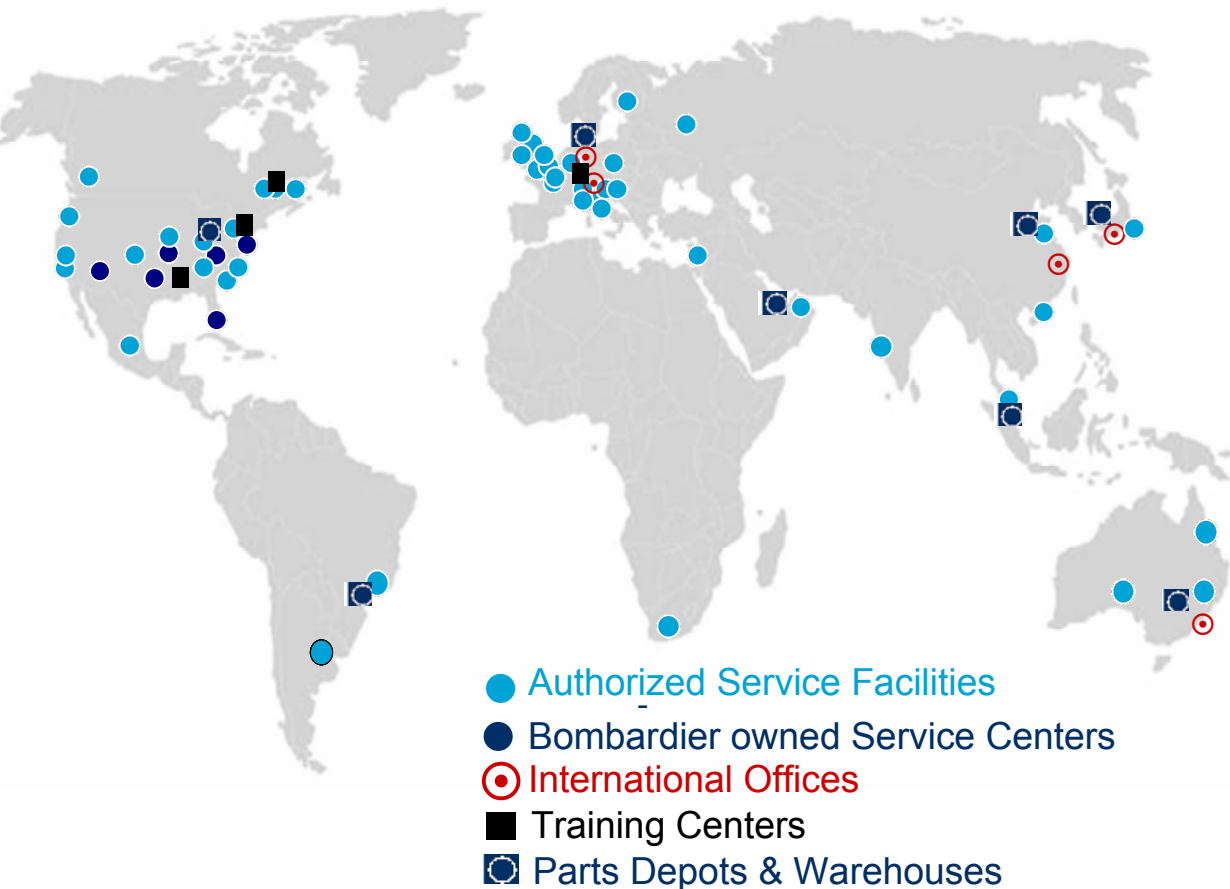 Authorized Service Facilities
Bombardier owned Service Centers
International Offices
Training Centers
Parts Depots & Warehouses